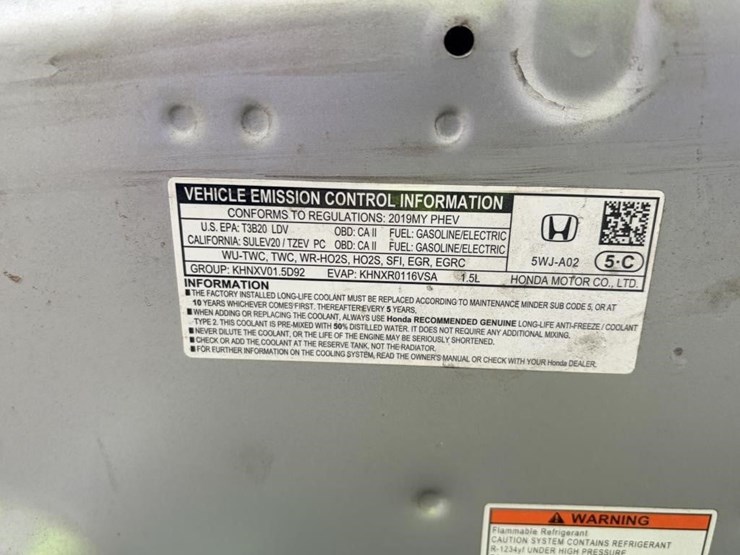 VEHICLE EMISSION CONTROL INFORMATION
CONFORMS TO REGULATIONS: 2019MY PHEV
U.S. EPA: T3B20 LDV OBD: CA II FUEL: GASOLINE/ELECTRIC
CALIFORNIA: SULEV20 / TZEV PC OBD: CA II FUEL: GASOLINE/ELECTRIC
WU-TWC, TWC, WR-HO2S, HO2S, SFI, EGR, EGRC
GROUP: KHNXV01.5D92 EVAP: KHNXR0116VSA 1.5L
5WJ-A02 5·C
HONDA MOTOR CO., LTD.
INFORMATION
■THE FACTORY INSTALLED LONG-LIFE COOLANT MUST BE REPLACED ACCORDING TO MAINTENANCE MINDER SUB CODE 5, OR AT
10 YEARS WHICHEVER COMES FIRST, THEREAFTER EVERY 5 YEARS.
■WHEN ADDING OR REPLACING THE COOLANT, ALWAYS USE Honda RECOMMENDED GENUINE LONG-LIFE ANTI-FREEZE / COOLANT
TYPE 2. THIS COOLANT IS PRE-MIXED WITH 50% DISTILLED WATER. IT DOES NOT REQUIRE ANY ADDITIONAL MIXING.
■NEVER DILUTE THE COOLANT, OR THE LIFE OF THE ENGINE MAY BE SERIOUSLY SHORTENED.
■CHECK OR ADD THE COOLANT AT THE RESERVE TANK, NOT THE RADIATOR.
■FOR FURTHER INFORMATION ON THE COOLING SYSTEM, READ THE OWNER'S MANUAL OR CHECK WITH YOUR Honda DEALER.
WARNING
Flammable Refrigerant
CAUTION SYSTEM CONTAINS REFRIGERANT
R-1234yf UNDER HIGH PRESSURE